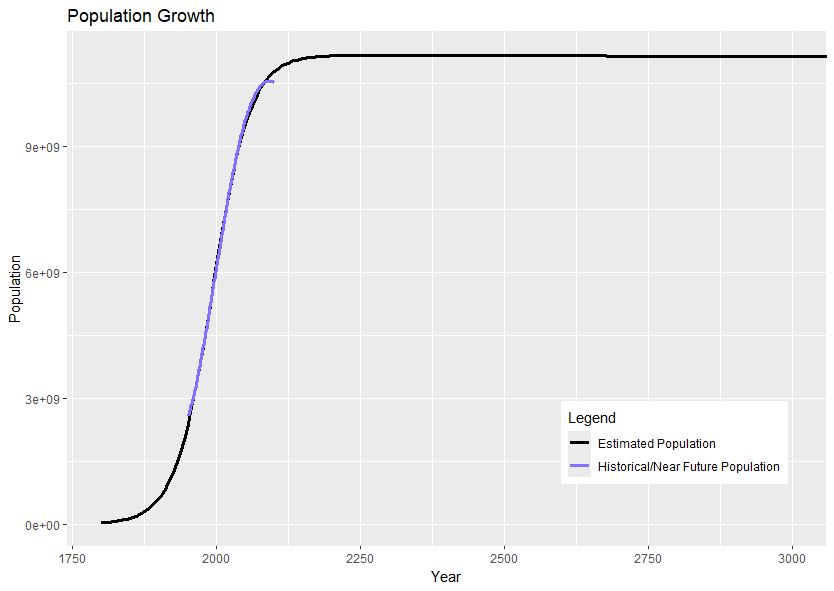 Population Growth
9e+09
6e+09
3e+09
0e+00
Population
Legend
Estimated Population
Historical/Near Future Population
1750
2000
2250
2500
2750
3000
Year